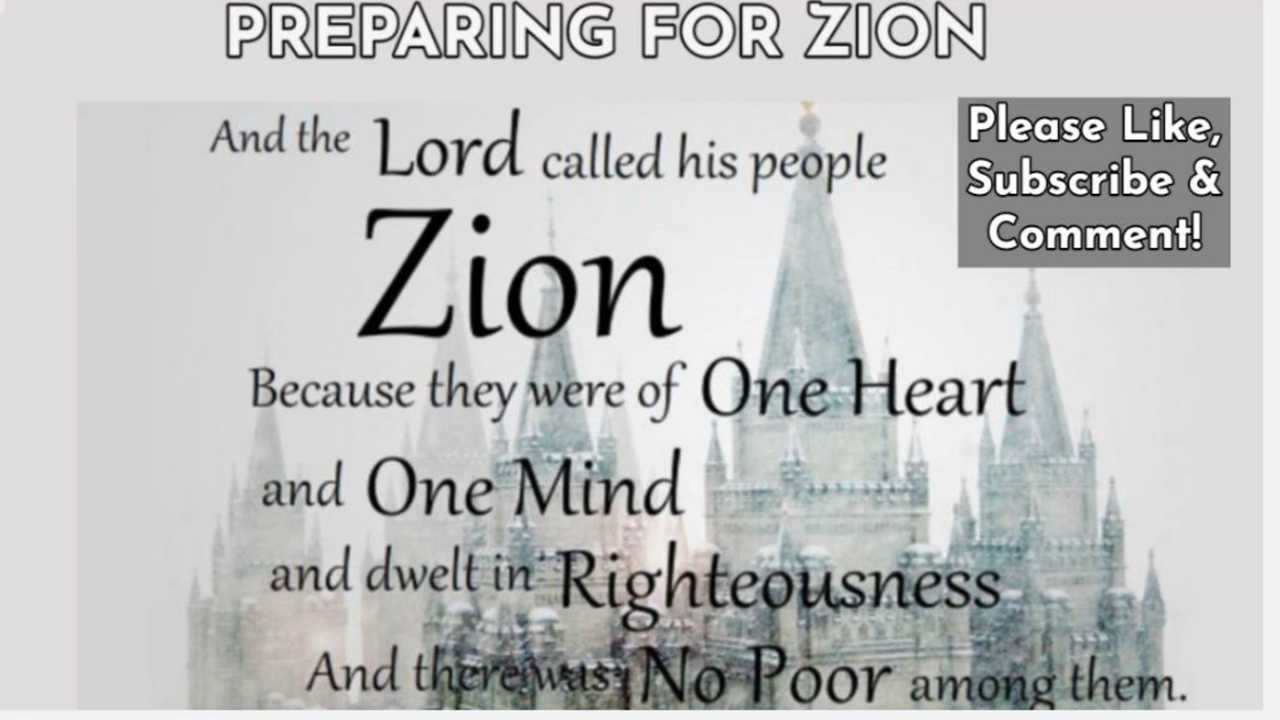 PREPARING FOR ZION
And the Lord called his people
Zion
Because they were of One Heart
and One Mind
and dwelt in Righteousness
And there was No Poor among them.
Please Like,
Subscribe &
Comment!